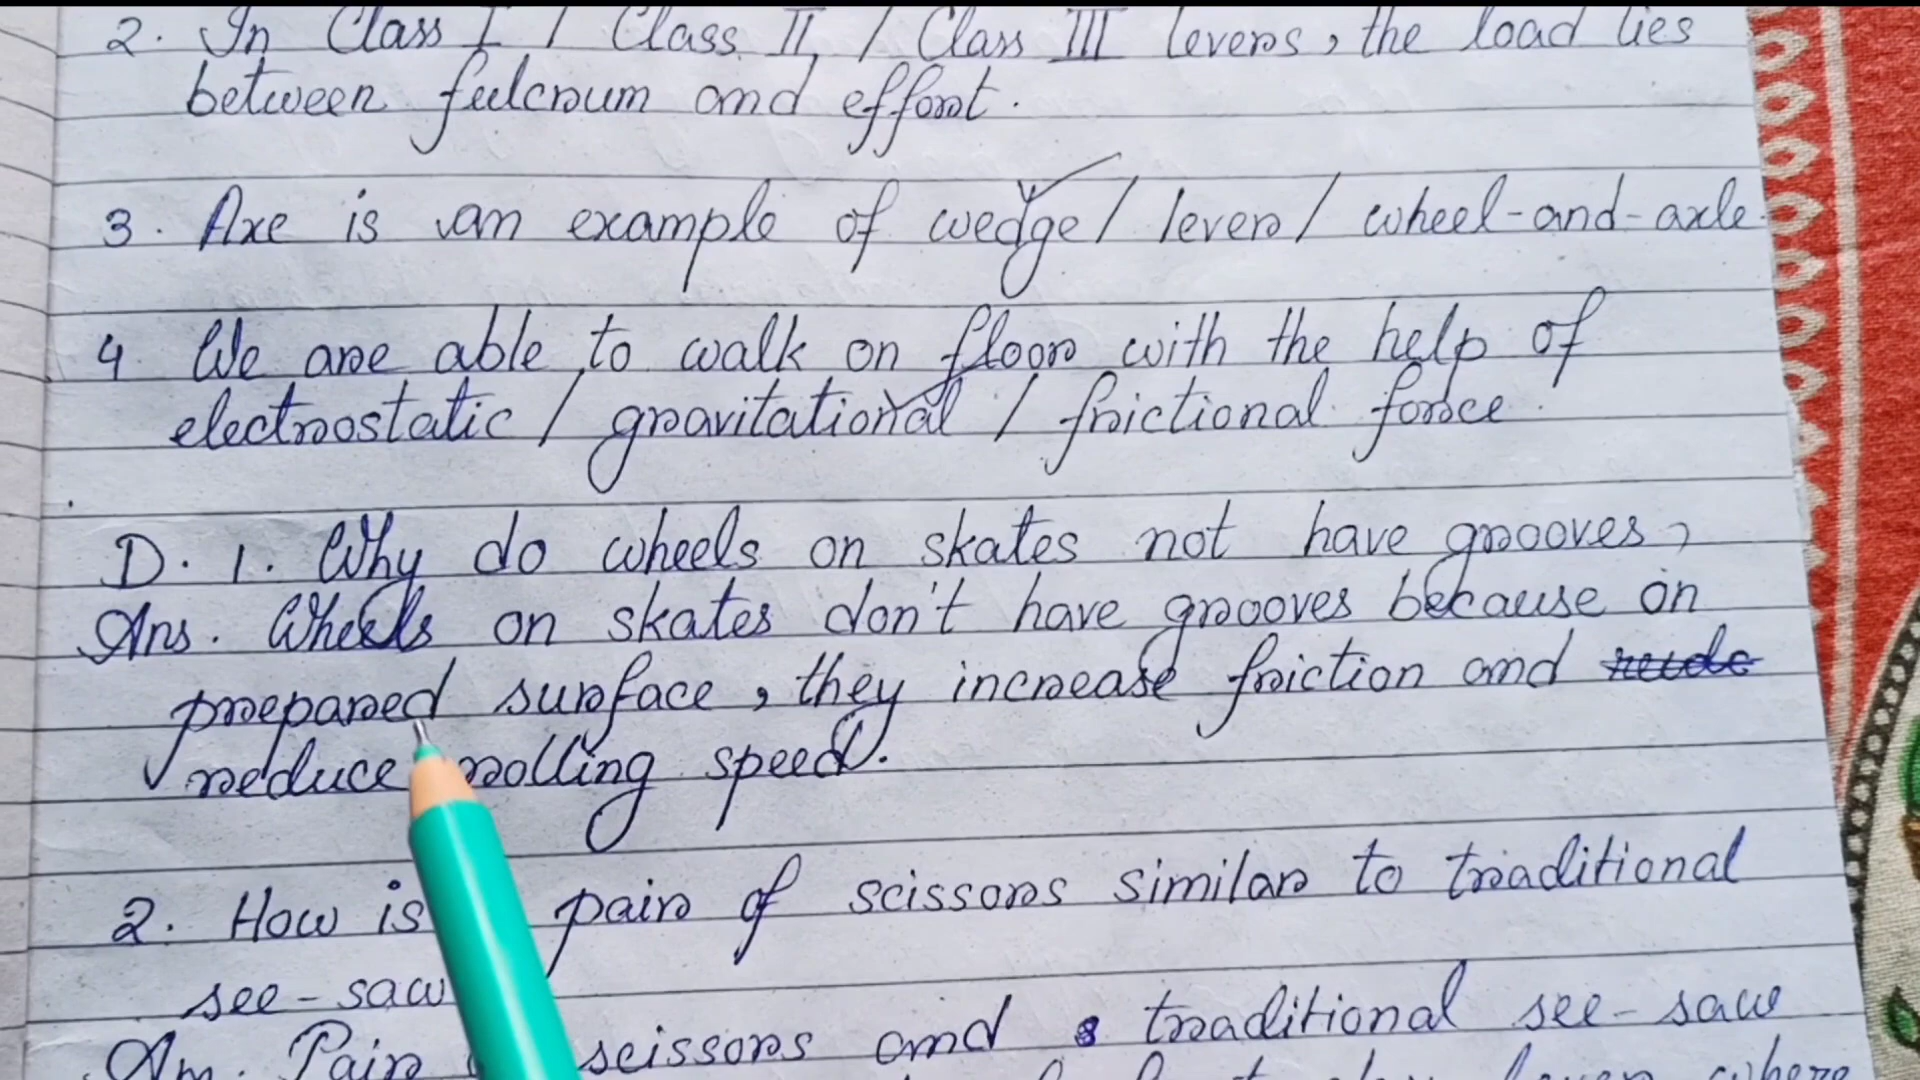 2. In Class I / Class II / Class III levers, the load lies
between fulcrum and effort.
3. Axe is an example of wedge / lever / wheel-and-axle.
4. We are able to walk on floor with the help of
electrostatic / gravitational / frictional force.
D. 1. Why do wheels on skates not have grooves,
Ans. Wheels on skates don't have grooves because on
prepared surface, they increase friction and
reduce rolling speed.
2. How is pair of scissors similar to traditional
see-saw
Ans. Pair scissors and traditional see-saw
lever where